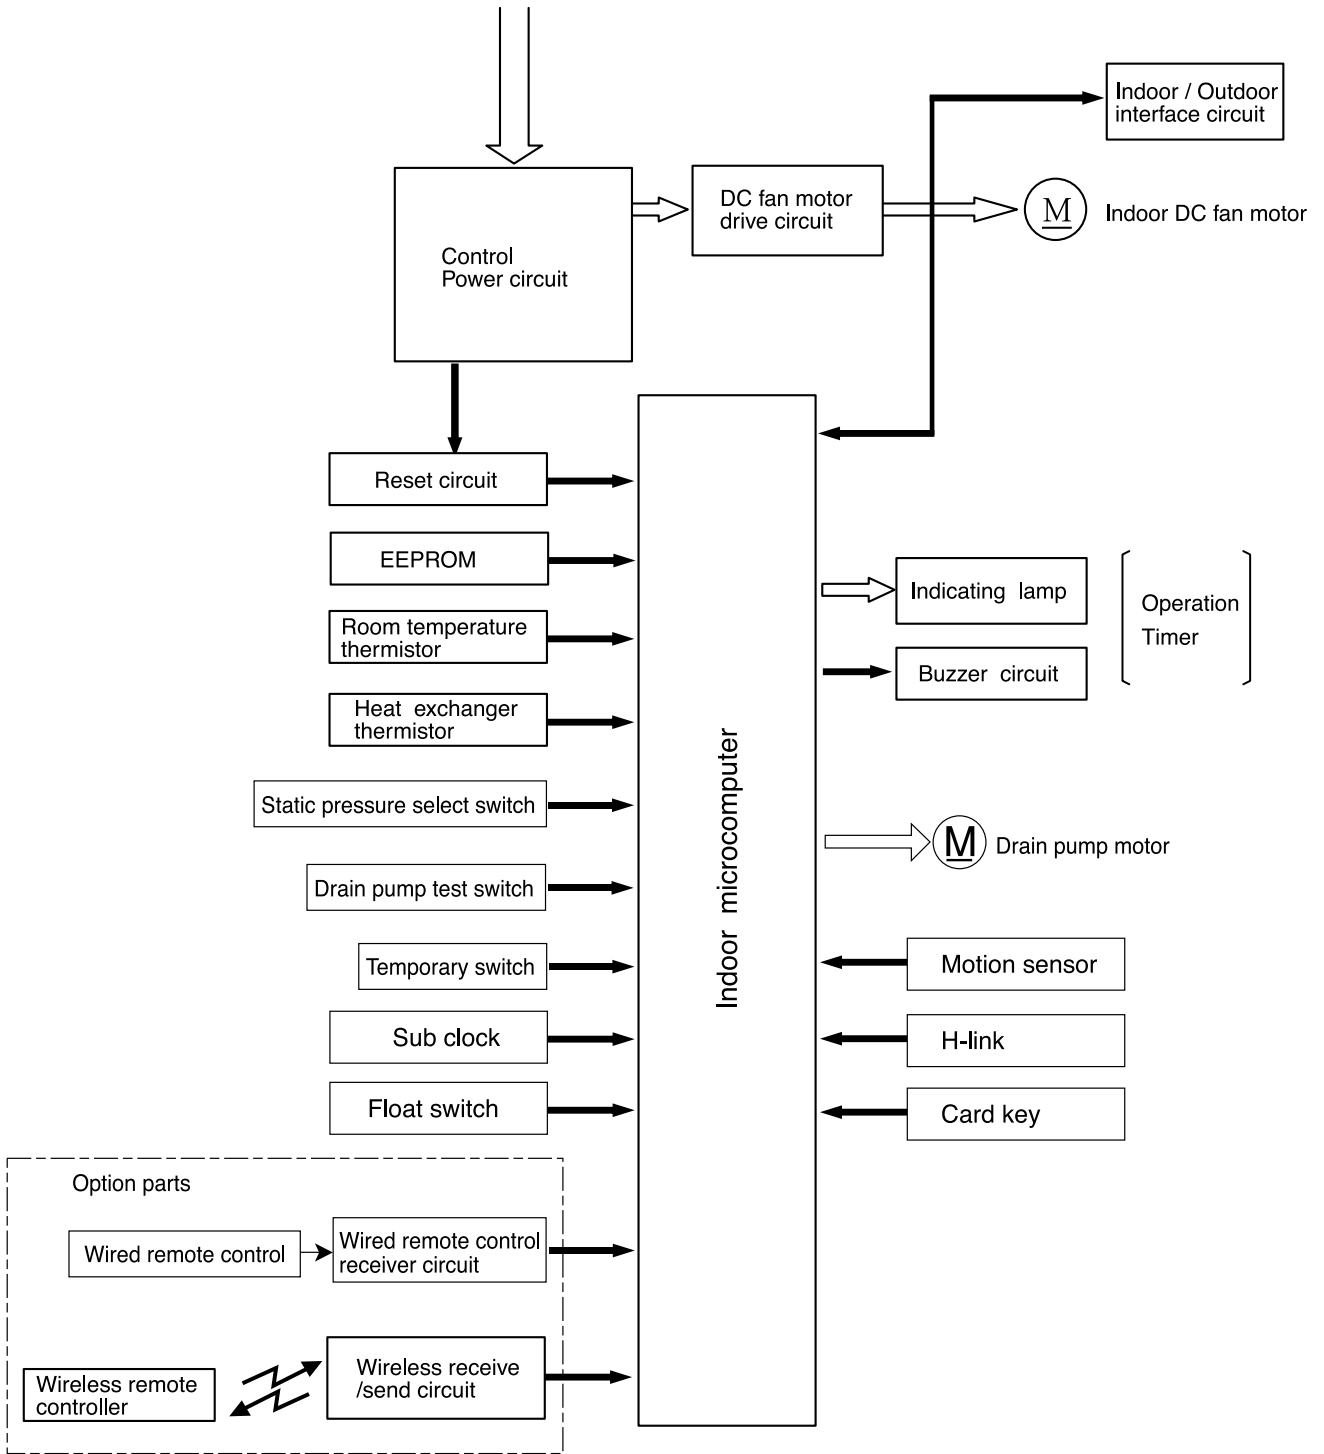 Indoor / Outdoor
interface circuit
DC fan motor
drive circuit
M
Indoor DC fan motor
Control
Power circuit
Reset circuit
EEPROM
Room temperature
thermistor
Heat exchanger
thermistor
Static pressure select switch
Drain pump test switch
Temporary switch
Sub clock
Float switch
Option parts
Wired remote control
Wired remote control
receiver circuit
Wireless remote
controller
Wireless receive
/send circuit
Indoor microcomputer
Indicating lamp
Operation
Timer
Buzzer circuit
M
Drain pump motor
Motion sensor
H-link
Card key